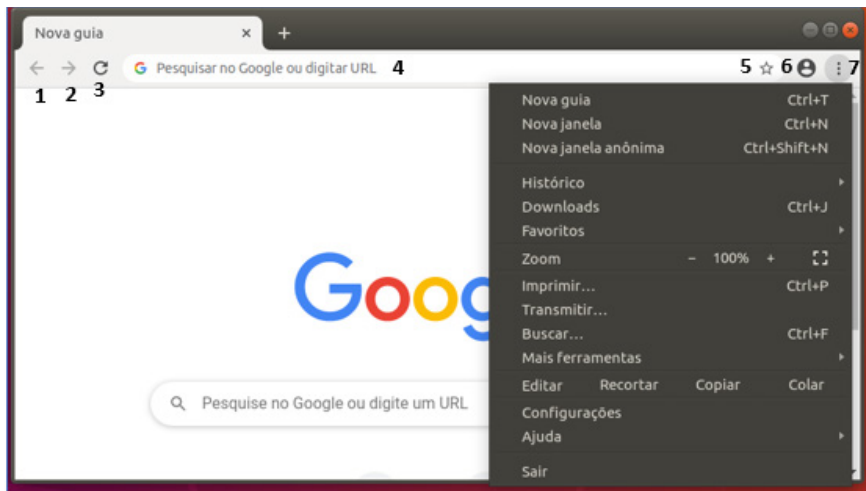 Nova guia × +
G Pesquisar no Google ou digitar URL 4 5 6 7
1 2 3
Nova guia Ctrl+T
Nova janela Ctrl+N
Nova janela anônima Ctrl+Shift+N
Histórico
Downloads Ctrl+J
Favoritos
Zoom - 100% +
Imprimir... Ctrl+P
Transmitir...
Buscar... Ctrl+F
Mais ferramentas
Editar Recortar Copiar Colar
Configurações
Ajuda
Sair
Goog
Pesquise no Google ou digite um URL